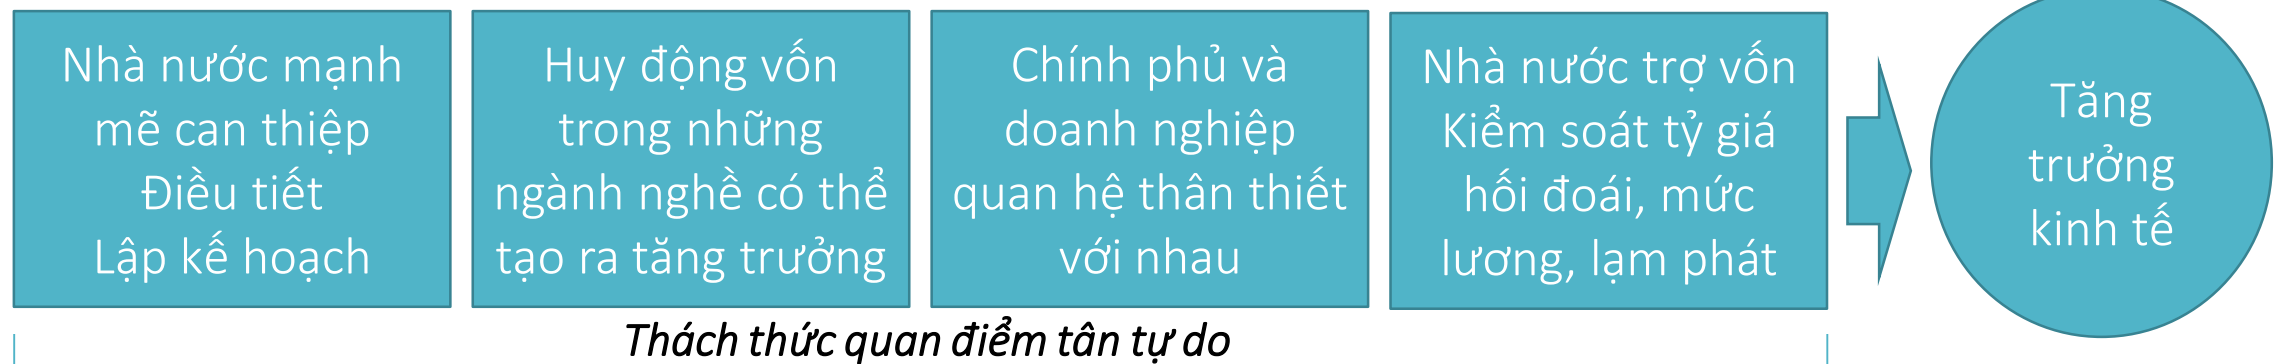 Nhà nước mạnh
mẽ can thiệp
Điều tiết
Lập kế hoạch
Huy động vốn
trong những
ngành nghề có thể
tạo ra tăng trưởng
Chính phủ và
doanh nghiệp
quan hệ thân thiết
với nhau
Nhà nước trợ vốn
Kiểm soát tỷ giá
hối đoái, mức
lương, lạm phát
Tăng
trưởng
kinh tế
Thách thức quan điểm tân tự do